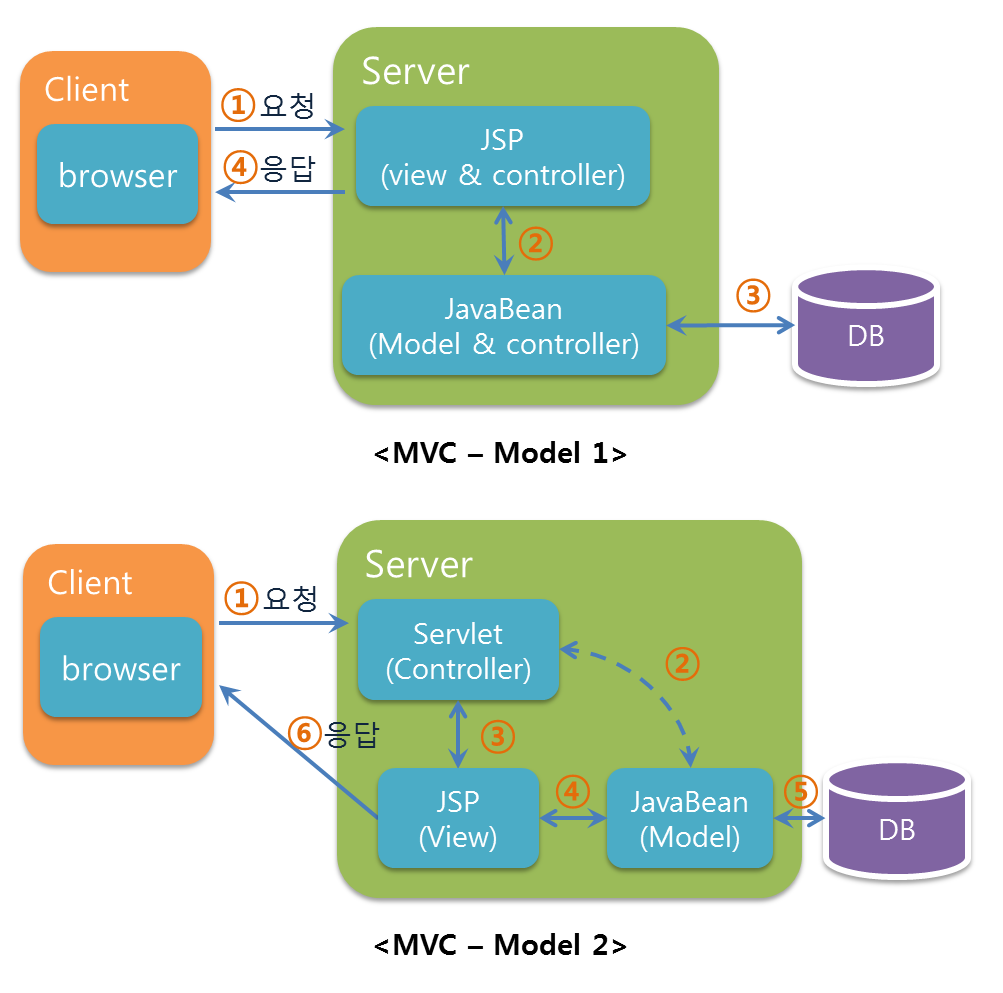 Client
browser
① 요청
④ 응답
Server
JSP
(view & controller)
②
JavaBean
(Model & controller)
③
DB
<MVC – Model 1>
Client
browser
① 요청
⑥ 응답
Server
Servlet
(Controller)
②
③
JSP
(View)
④
JavaBean
(Model)
⑤
DB
<MVC – Model 2>